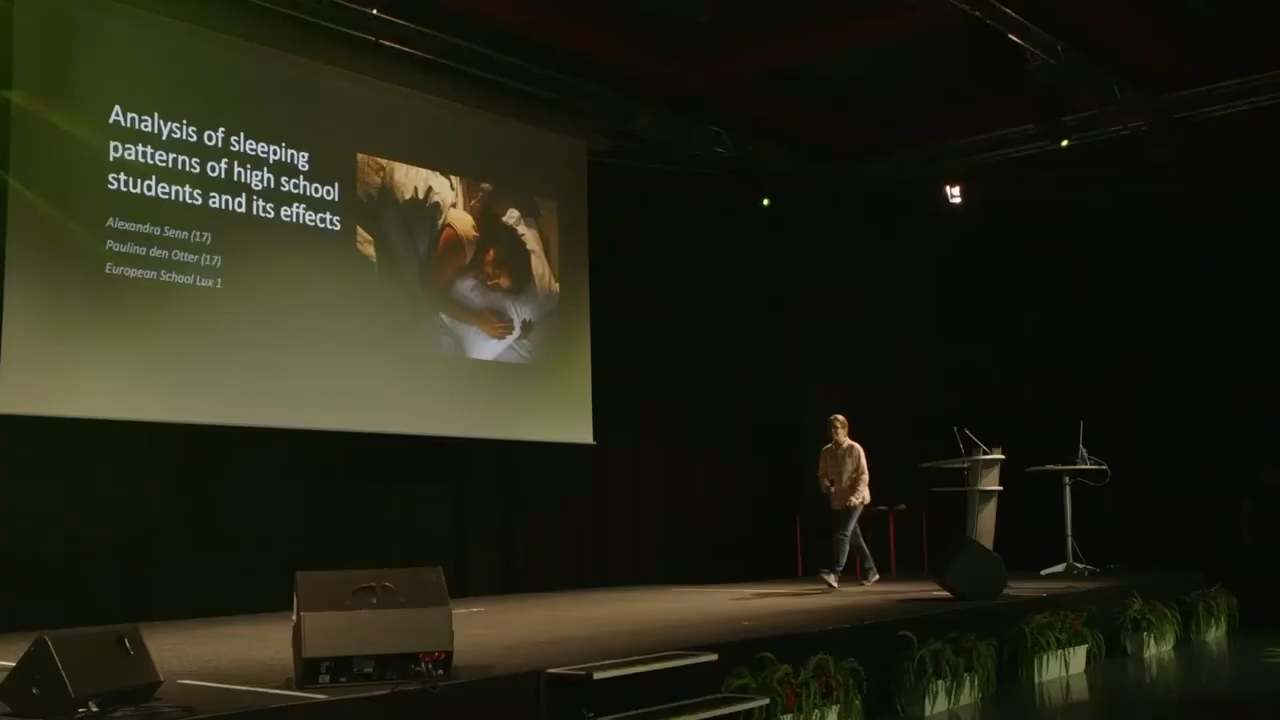 Analysis of sleeping
patterns of high school
students and its effects
Alexandra Senn (17)
Paulina den Otter (17)
European School Lux 1